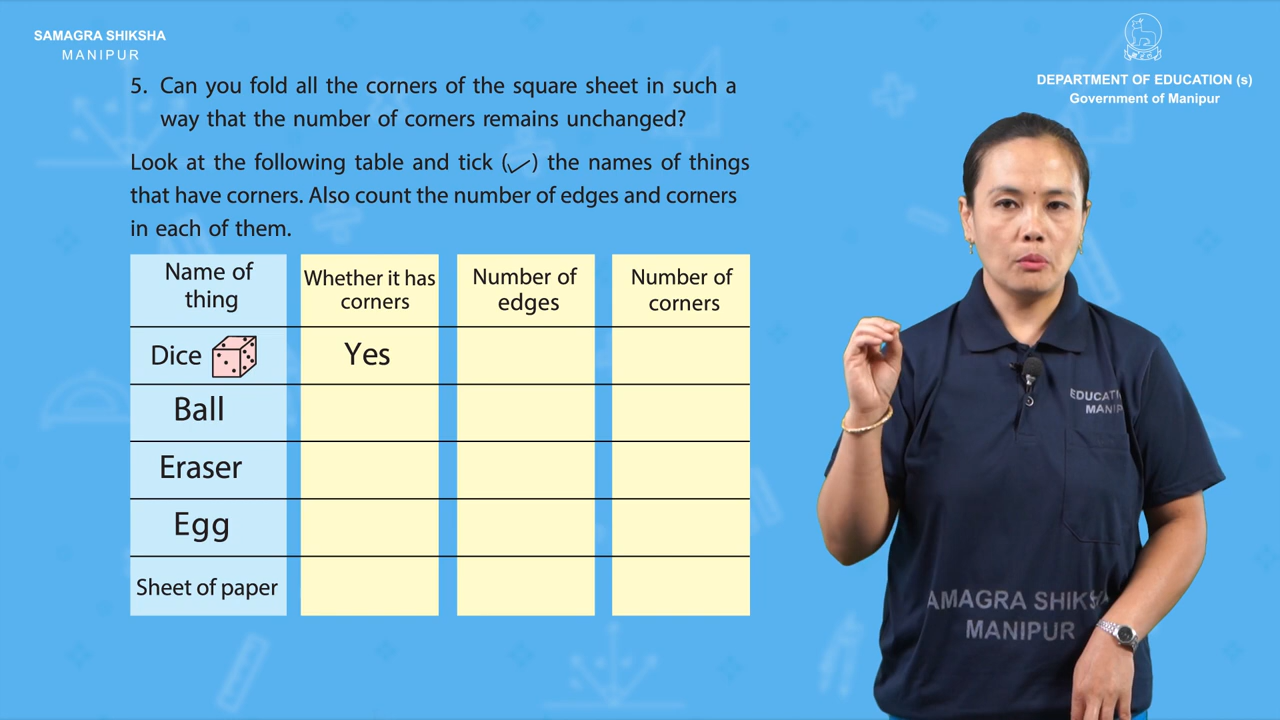 SAMAGRA SHIKSHA
MANIPUR
DEPARTMENT OF EDUCATION (s)
Government of Manipur
5. Can you fold all the corners of the square sheet in such a
way that the number of corners remains unchanged?
Look at the following table and tick (✓) the names of things
that have corners. Also count the number of edges and corners
in each of them.
Name of
thing
Whether it has
corners
Number of
edges
Number of
corners
Dice
Yes
Ball
Eraser
Egg
Sheet of paper
EDUCATI
MANIP
AMAGRA SHIKS
MANIPUR